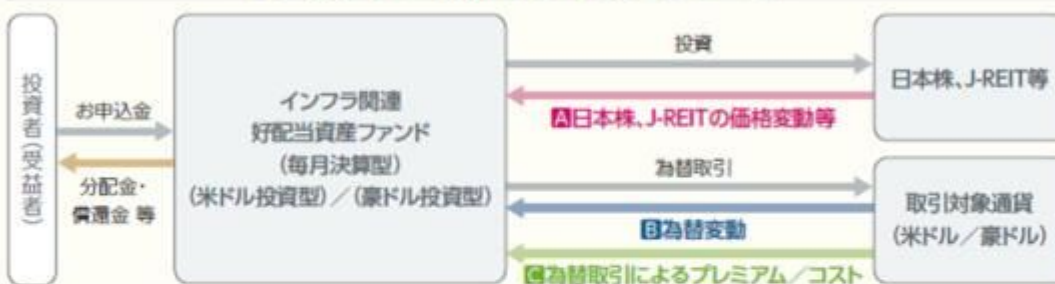 投資者(受益者)
お申込金
分配金・
償還金 等
インフラ関連
好配当資産ファンド
(毎月決算型)
(米ドル投資型)/(豪ドル投資型)
投資
A日本株、J-REITの価格変動等
為替取引
B為替変動
C為替取引によるプレミアム/コスト
日本株、J-REIT等
取引対象通貨
(米ドル/豪ドル)